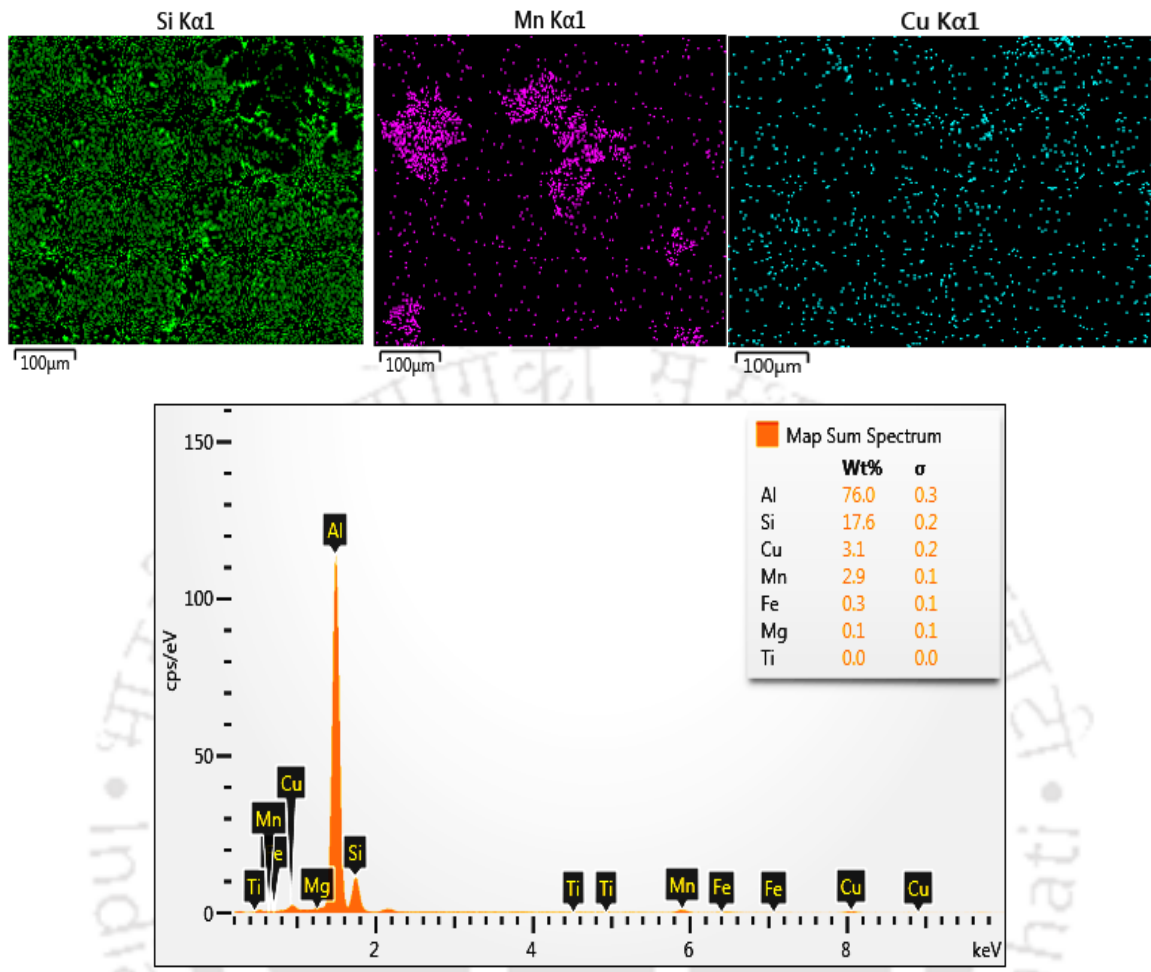 Si Kα1
Mn Kα1
Cu Kα1
100μm
100μm
100μm
Map Sum Spectrum
Wt% σ
Al 76.0 0.3
Si 17.6 0.2
Cu 3.1 0.2
Mn 2.9 0.1
Fe 0.3 0.1
Mg 0.1 0.1
Ti 0.0 0.0
cps/eV
150
100
50
0
Al
Cu
Mn
e
Si
Ti
Mg
Ti
Ti
Mn
Fe
Fe
Cu
Cu
2
4
6
8
keV
hati